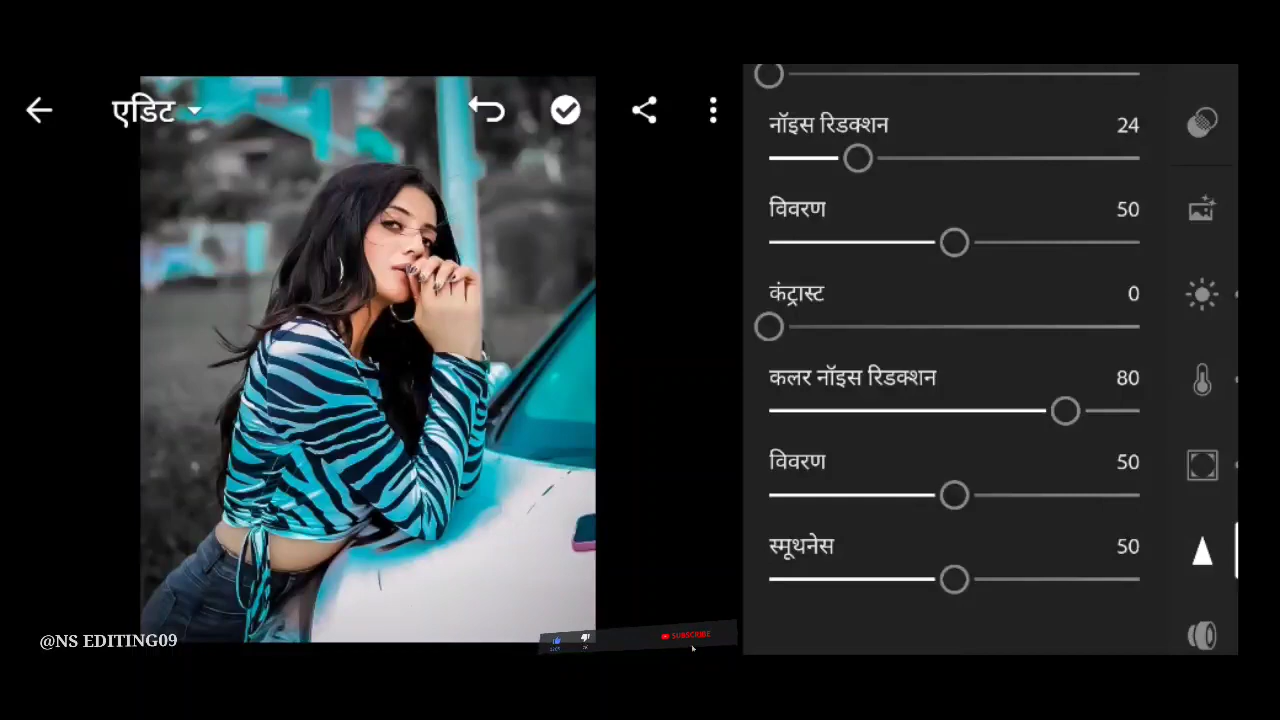 एडिट
नॉइस रिडक्शन 24
विवरण 50
कंट्रास्ट 0
कलर नॉइस रिडक्शन 80
विवरण 50
स्मूथनेस 50
@NS EDITING09
SUBSCRIBE